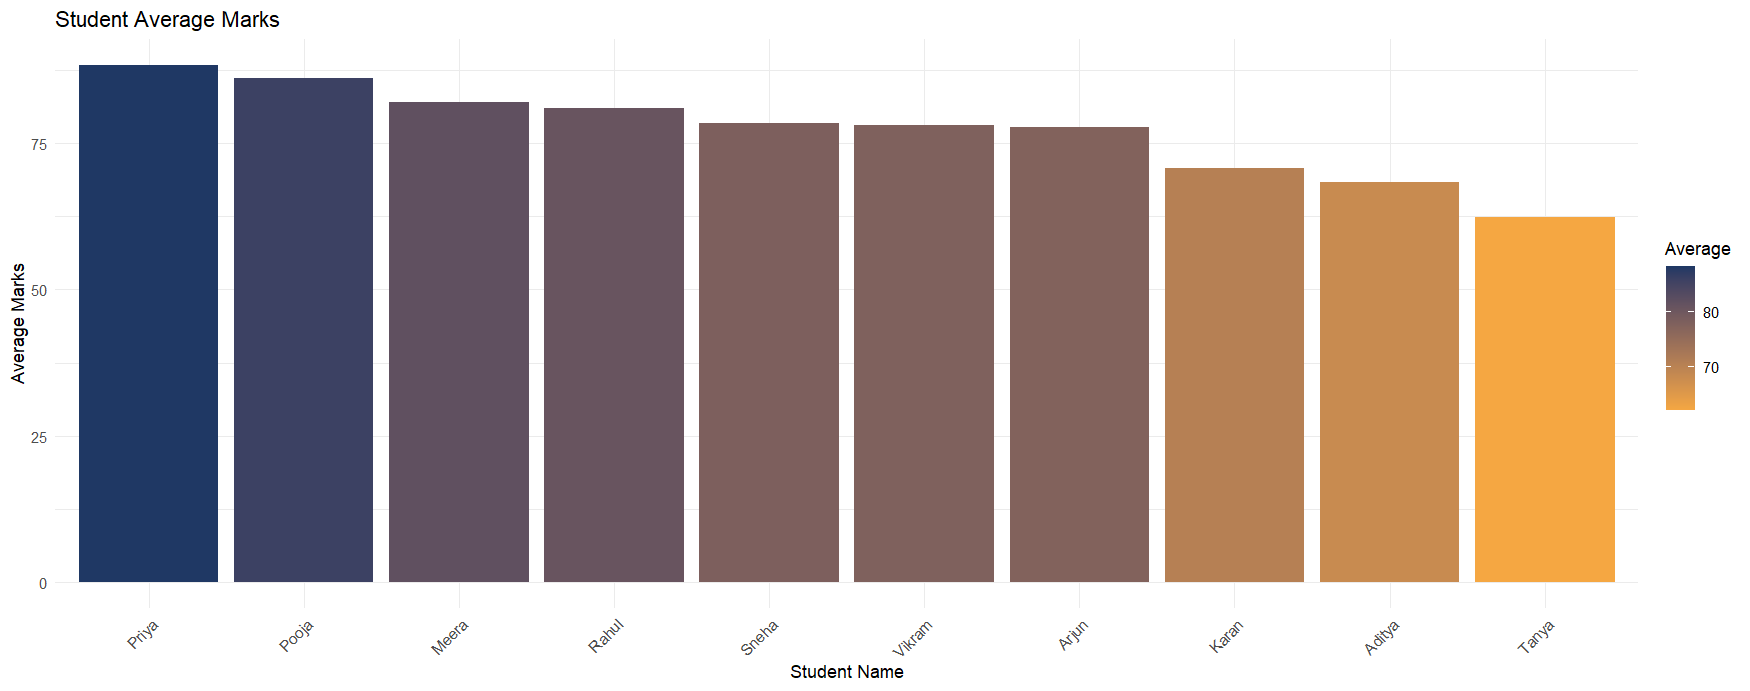 Student Average Marks
Average Marks
75
50
25
0
Priya
Pooja
Meera
Rahul
Sneha
Vikram
Arjun
Karan
Aditya
Tanya
Student Name
Average
80
70